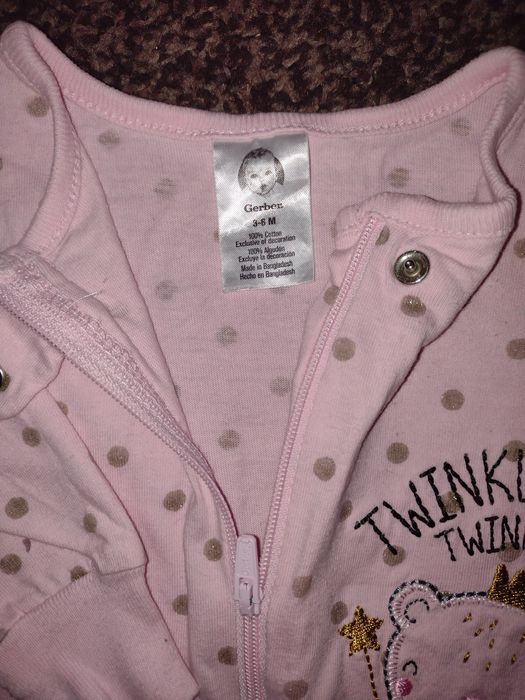 Gerber
3-6 M
100% Cotton
Exclusive of decoration
100% Algodón
Excluye la decoración
Made in Bangladesh
Hecho en Bangladesh
TWINKL
TWINK